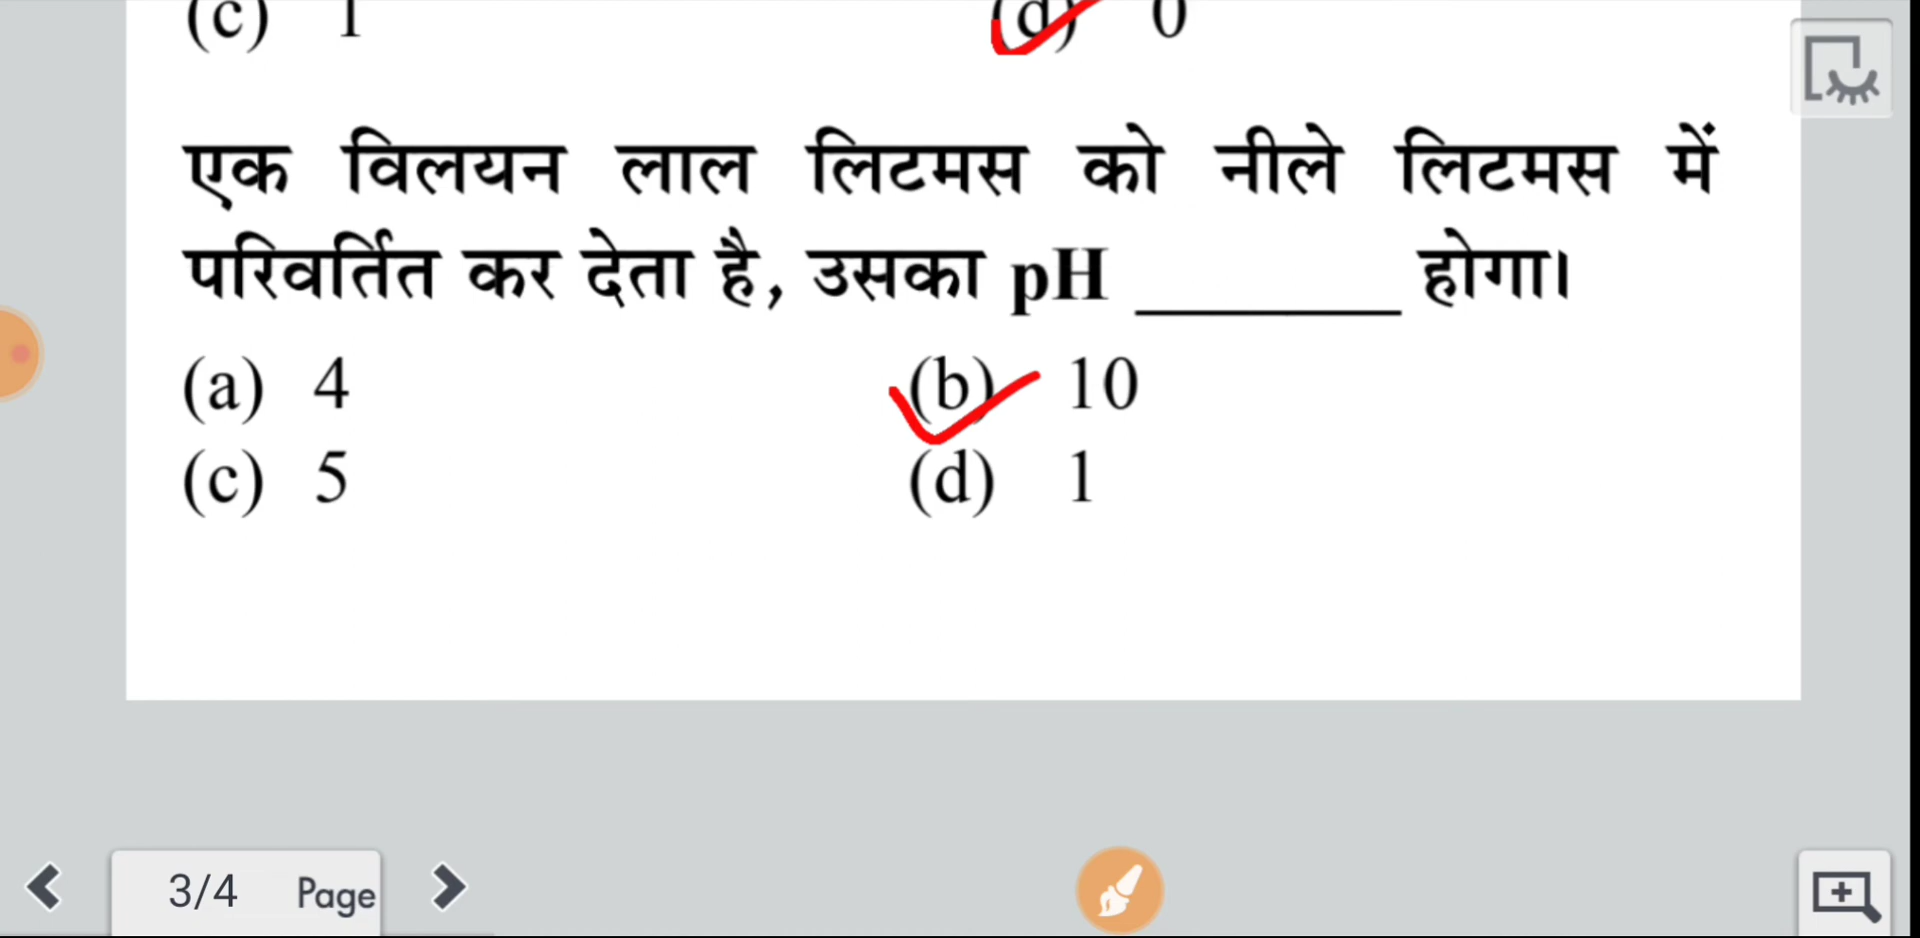 (c) 1 (d) 0
एक विलयन लाल लिटमस को नीले लिटमस में
परिवर्तित कर देता है, उसका pH ________ होगा।
(a) 4 (b) 10
(c) 5 (d) 1
3/4 Page